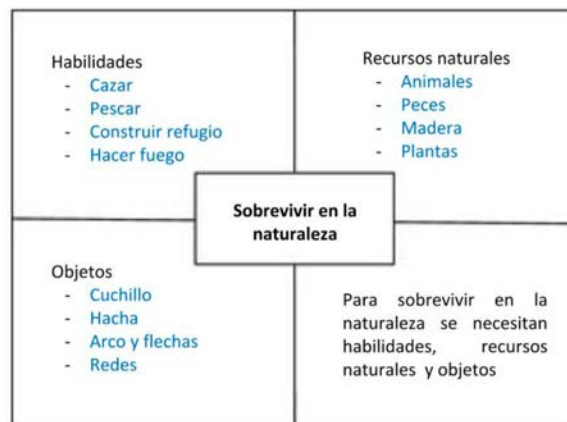 Habilidades
- Cazar
- Pescar
- Construir refugio
- Hacer fuego
Recursos naturales
- Animales
- Peces
- Madera
- Plantas
Sobrevivir en la
naturaleza
Objetos
- Cuchillo
- Hacha
- Arco y flechas
- Redes
Para sobrevivir en la
naturaleza se necesitan
habilidades, recursos
naturales y objetos